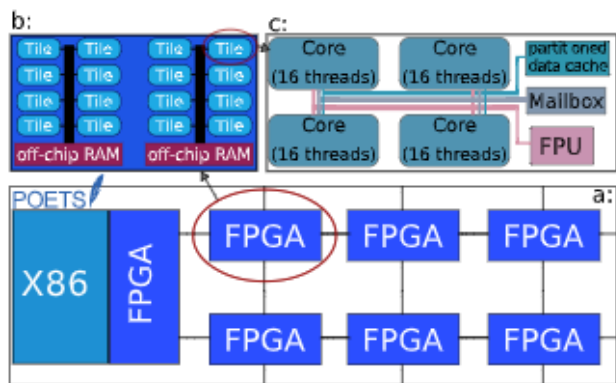 b:
Tile Tile Tile Tile
Tile Tile Tile Tile
Tile Tile Tile Tile
Tile Tile Tile Tile
off-chip RAM off-chip RAM
c:
Core Core
(16 threads) (16 threads)
Core Core
(16 threads) (16 threads)
partitoned
data cache
Mailbox
FPU
a:
POETS
X86
FPGA
FPGA FPGA FPGA
FPGA FPGA FPGA